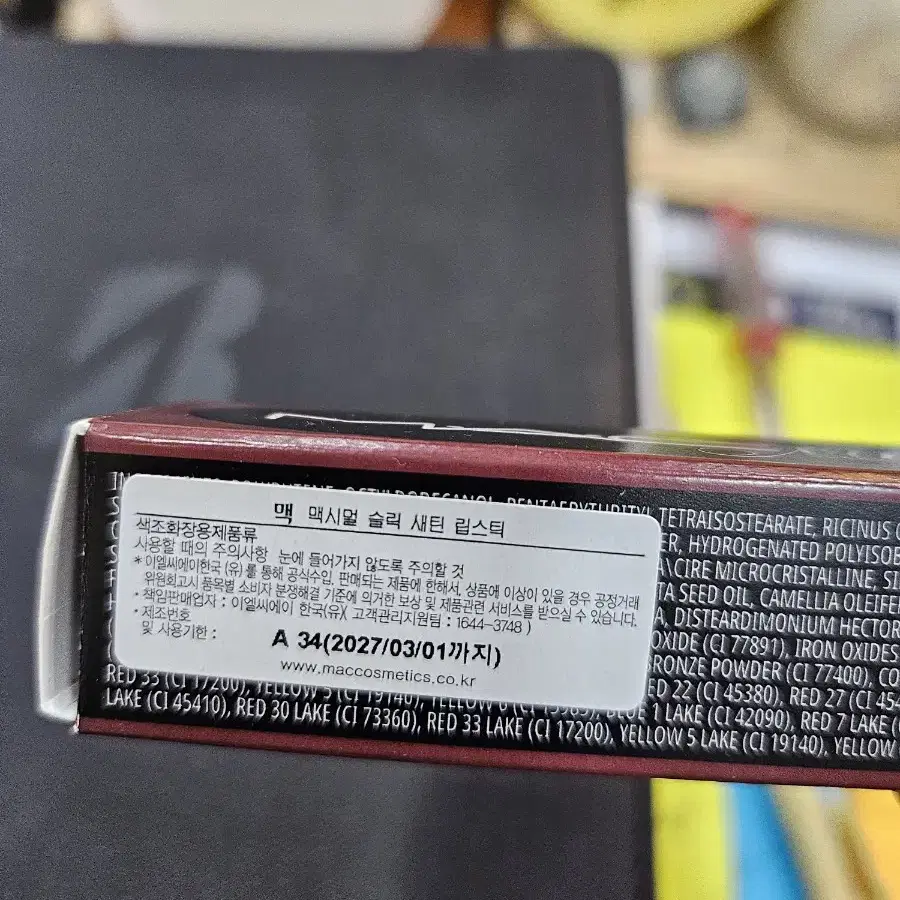 맥 맥시멀 슬릭 새틴 립스틱
색조화장용제품류
사용할 때의 주의사항 눈에 들어가지 않도록 주의할 것
* 이엘씨에이한국 (유) 를 통해 공식수입, 판매되는 제품에 한해서, 상품에 이상이 있을 경우 공정거래
위원회고시 품목별 소비자 분쟁해결 기준에 의거한 보상 및 제품관련 서비스를 받으실 수 있습니다.
· 책임판매업자 : 이엘씨에이 한국(유)( 고객관리지원팀 : 1644-3748 )
· 제조번호
및 사용기한 :
A 34(2027/03/01까지)
www.maccosmetics.co.kr
OCTYLDODECANOL, PENTAERYTHRITYL TETRAISOSTEARATE, RICINUS
HYDROGENATED
CIRE MICROCRISTALLINE,
SEED OIL, CAMELLIA
DISTEARDIMONIUM
(CI 77891), IRON OXIDES
BRONZE POWDER (CI 77400),
RED 33 (CI 17200), YELLOW 5 (CI 19140), YELLOW 6 RED 22 (CI 45380), RED 27
LAKE (CI 45410), RED 30 LAKE (CI 73360), RED 33 LAKE (CI 17200), YELLOW 5 LAKE (CI 19140), YELLOW
1 LAKE (CI 42090), RED 7 LAKE